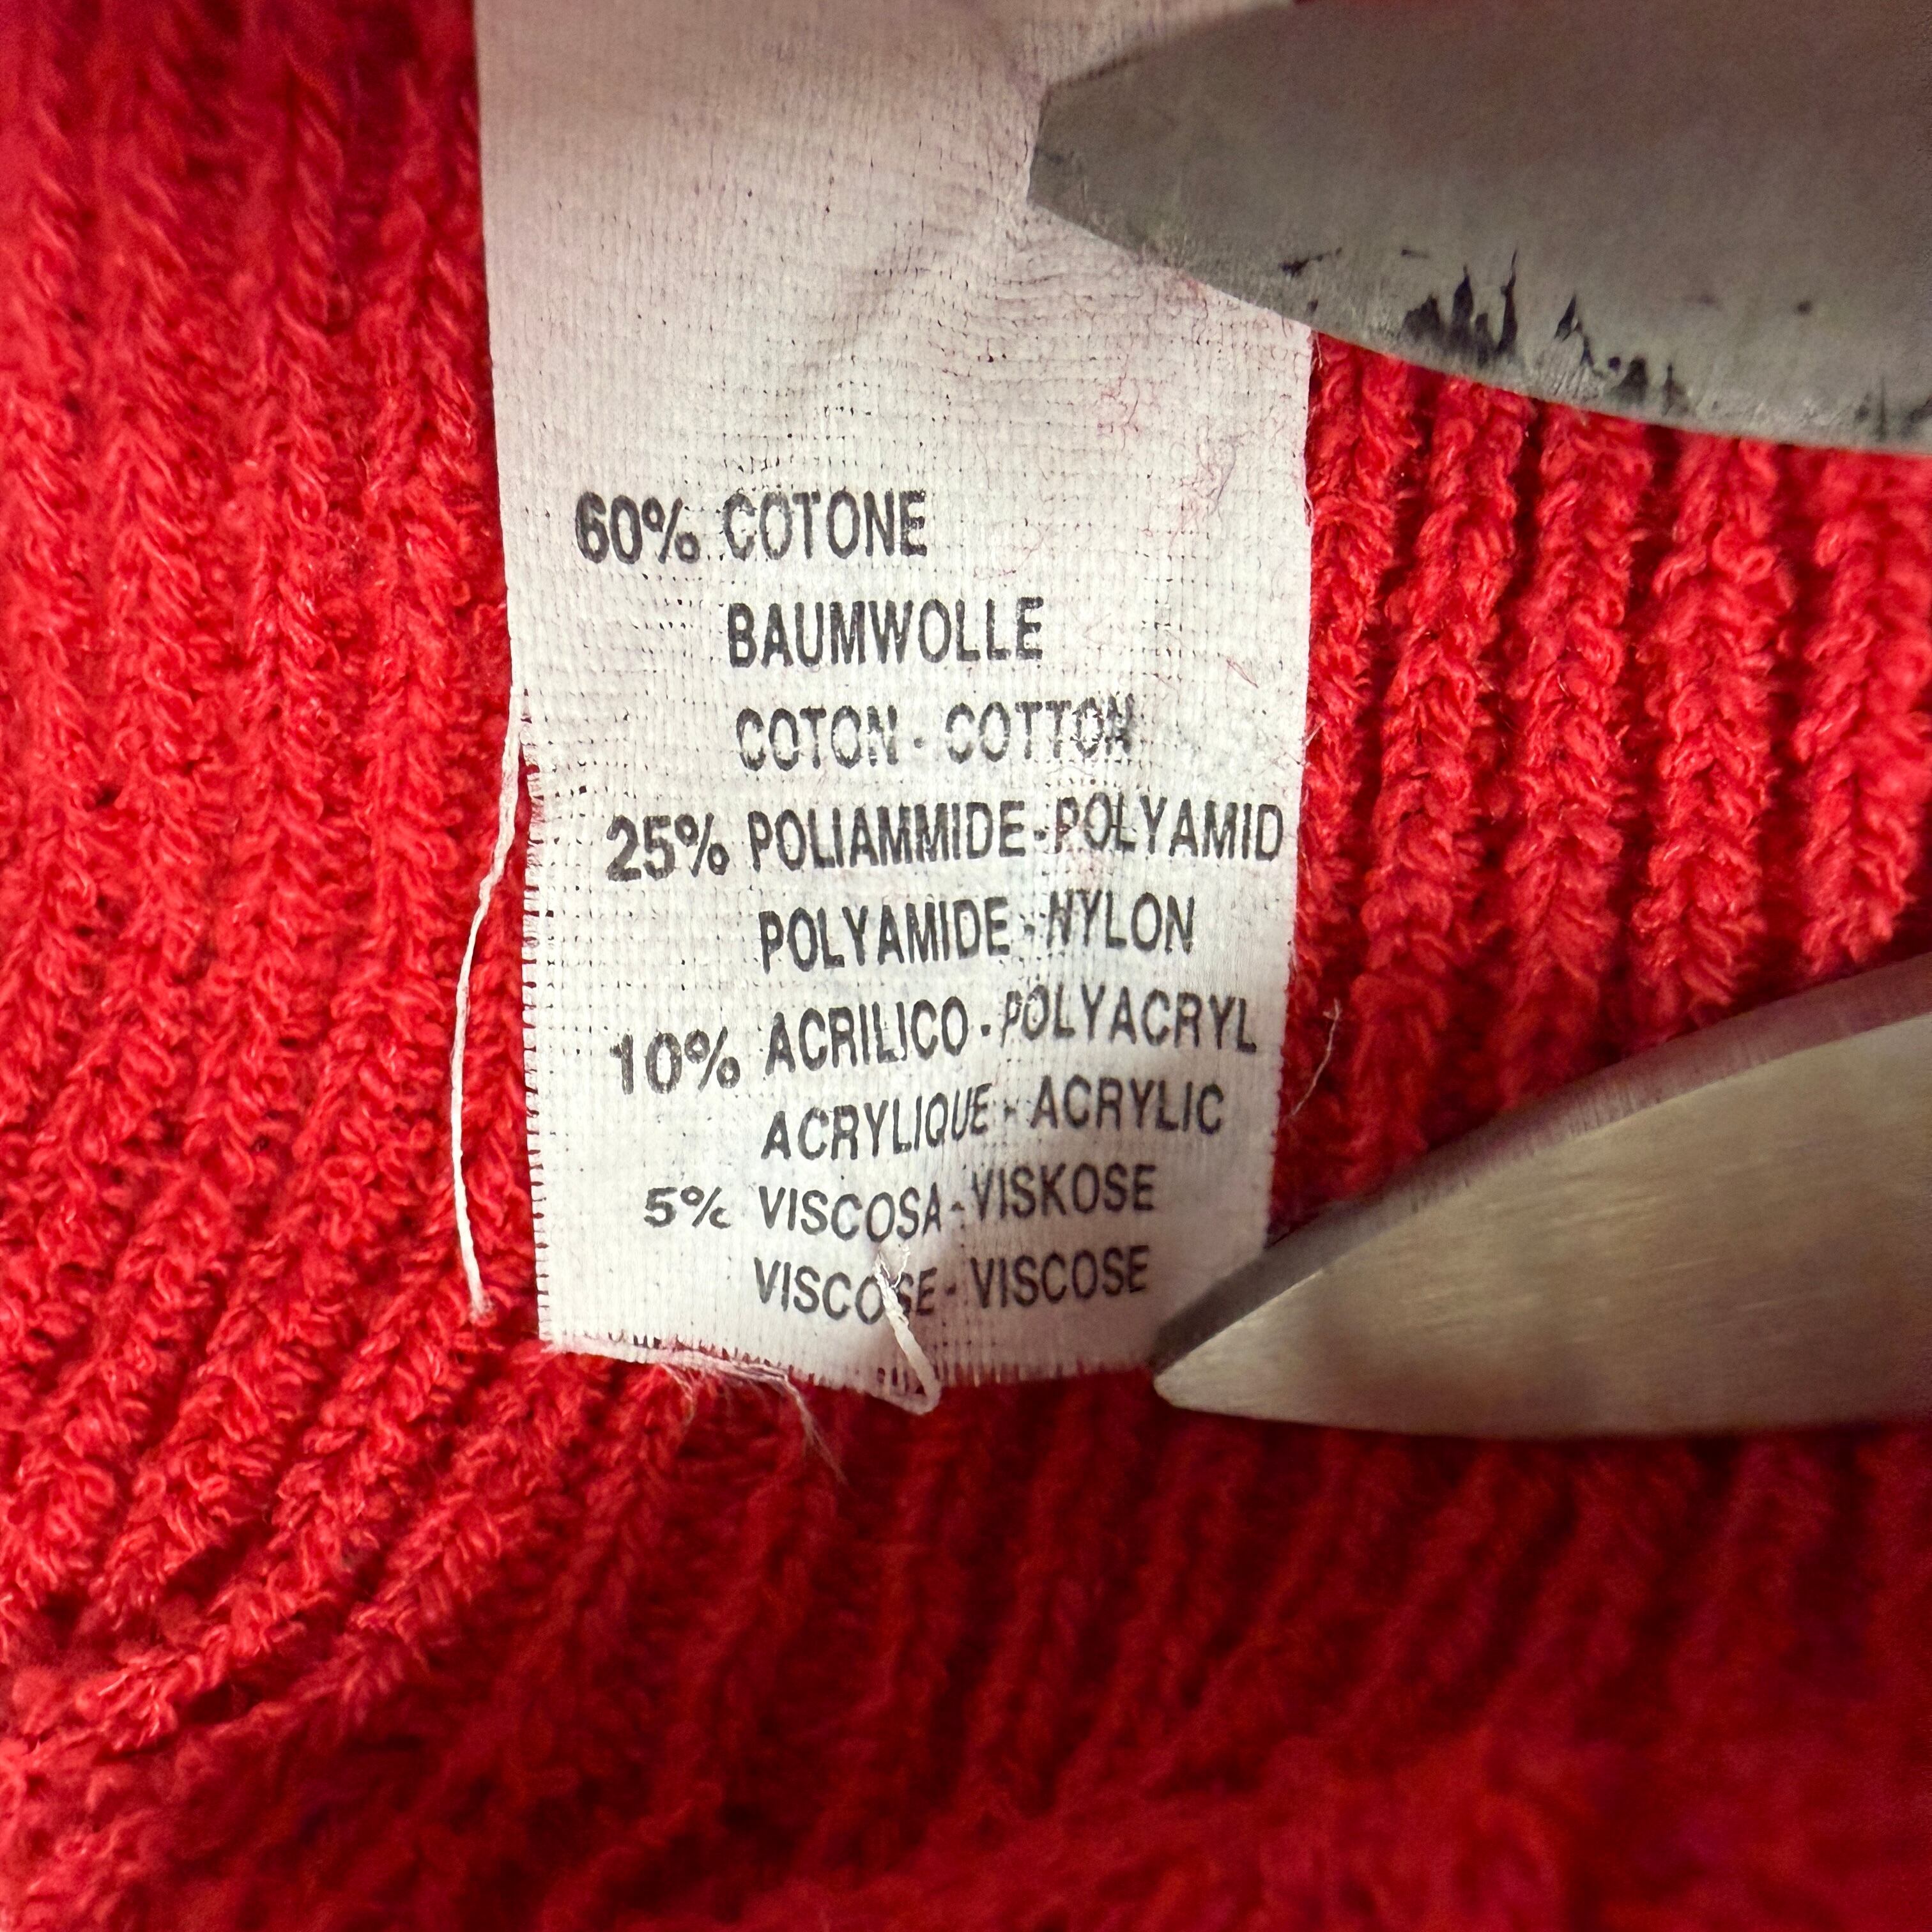 60% COTONE
BAUMWOLLE
COTON - COTTON
25% POLIAMMIDE - POLYAMID
POLYAMIDE - NYLON
10% ACRILICO - POLYACRYL
ACRYLIQUE - ACRYLIC
5% VISCOSA - VISKOSE
VISCOSE - VISCOSE